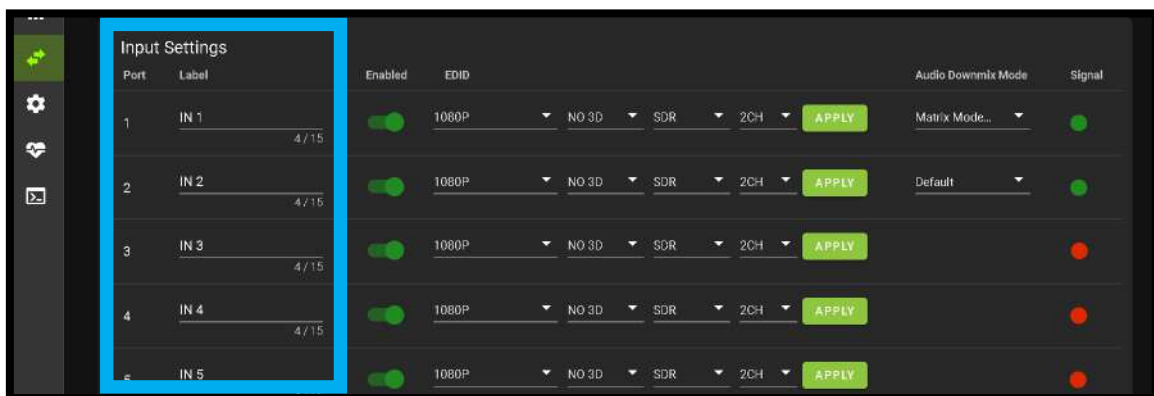 Input Settings
Port Label Enabled EDID Audio Downmix Mode Signal
1 IN 1 1080P NO 3D SDR 2CH APPLY Matrix Mode...
4/15
2 IN 2 1080P NO 3D SDR 2CH APPLY Default
4/15
3 IN 3 1080P NO 3D SDR 2CH APPLY
4/15
4 IN 4 1080P NO 3D SDR 2CH APPLY
4/15
IN 5 1080P NO 3D SDR 2CH APPLY